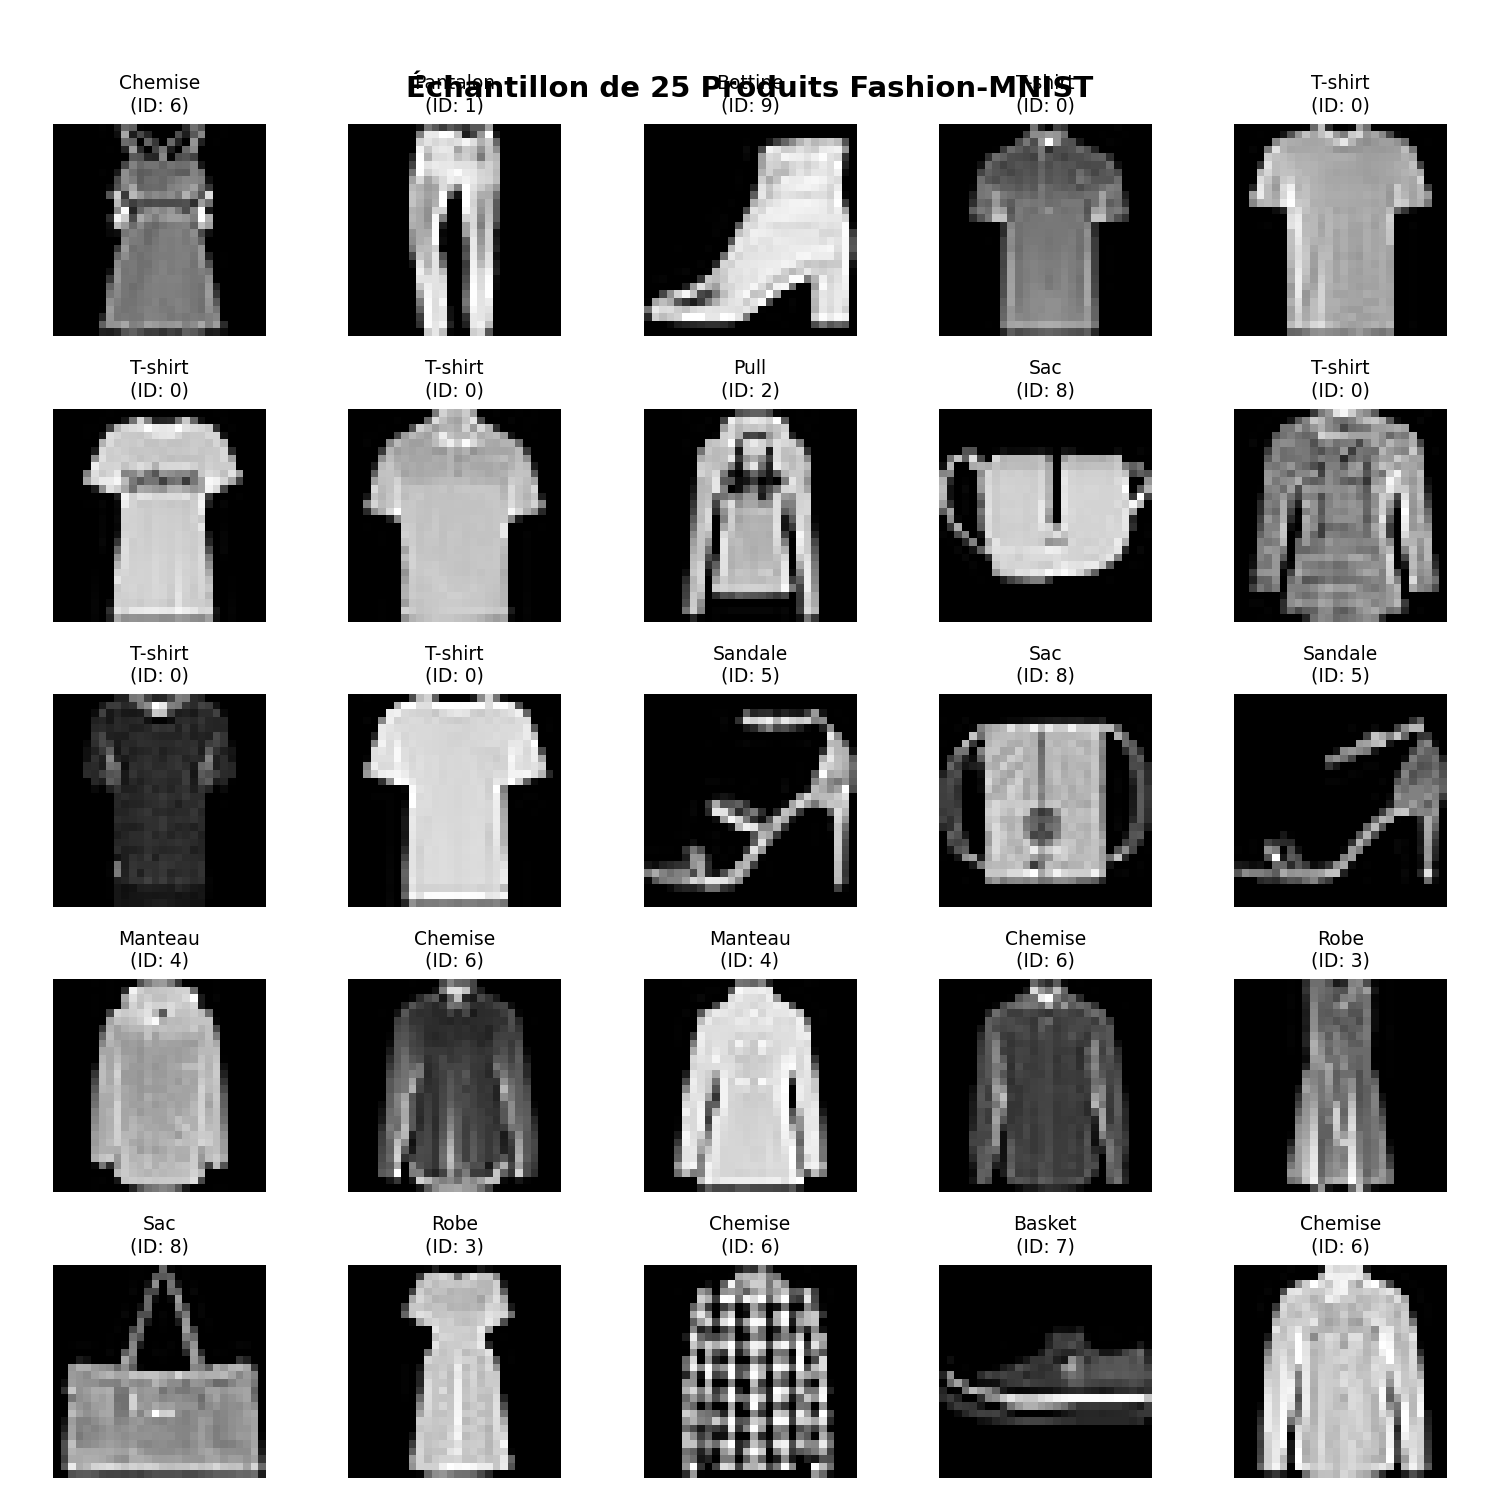 Échantillon de 25 Produits Fashion-MNIST
Chemise
(ID: 6)
Pantalon
(ID: 1)
Bottine
(ID: 9)
T-shirt
(ID: 0)
T-shirt
(ID: 0)
T-shirt
(ID: 0)
T-shirt
(ID: 0)
Pull
(ID: 2)
Sac
(ID: 8)
T-shirt
(ID: 0)
T-shirt
(ID: 0)
T-shirt
(ID: 0)
Sandale
(ID: 5)
Sac
(ID: 8)
Sandale
(ID: 5)
Manteau
(ID: 4)
Chemise
(ID: 6)
Manteau
(ID: 4)
Chemise
(ID: 6)
Robe
(ID: 3)
Sac
(ID: 8)
Robe
(ID: 3)
Chemise
(ID: 6)
Basket
(ID: 7)
Chemise
(ID: 6)